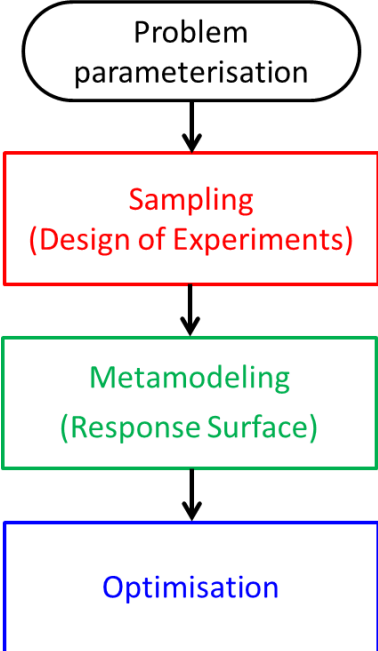 Problem
parameterisation
Sampling
(Design of Experiments)
Metamodeling
(Response Surface)
Optimisation